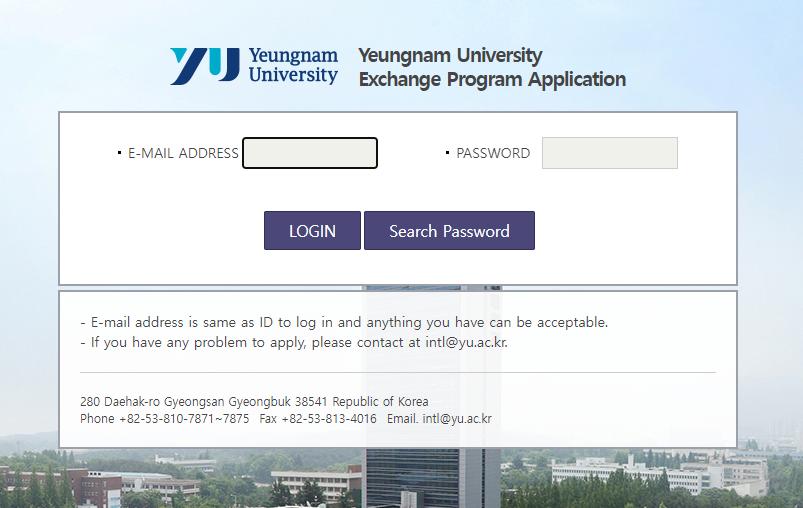 YU Yeungnam University
Yeungnam University
Exchange Program Application
· E-MAIL ADDRESS
· PASSWORD
LOGIN
Search Password
- E-mail address is same as ID to log in and anything you have can be acceptable.
- If you have any problem to apply, please contact at intl@yu.ac.kr.
280 Daehak-ro Gyeongsan Gyeongbuk 38541 Republic of Korea
Phone +82-53-810-7871~7875 Fax +82-53-813-4016 Email. intl@yu.ac.kr